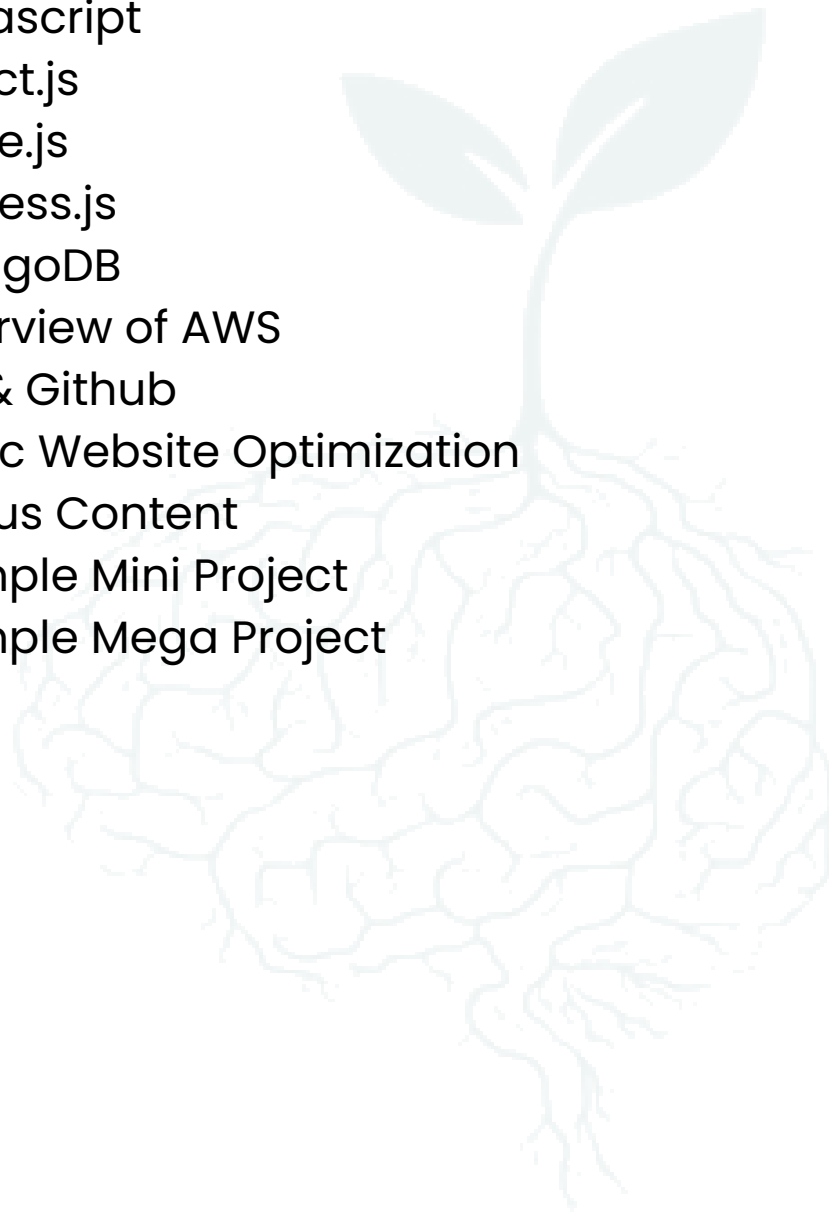 ascript
ct.js
e.js
ess.js
goDB
rview of AWS
& Github
c Website Optimization
us Content
nple Mini Project
nple Mega Project